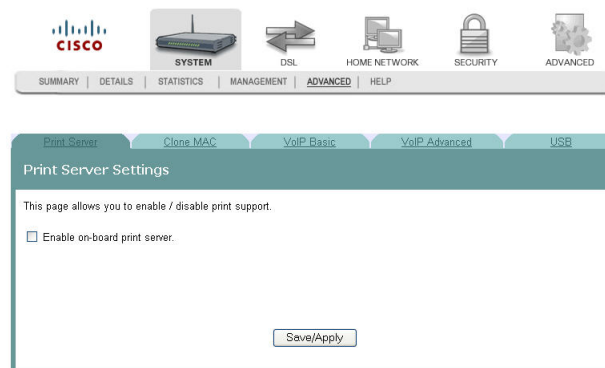 CISCO
SYSTEM DSL HOME NETWORK SECURITY ADVANCED
SUMMARY | DETAILS | STATISTICS | MANAGEMENT | ADVANCED | HELP
Print Server Clone MAC VoIP Basic VoIP Advanced USB
Print Server Settings
This page allows you to enable / disable print support.
Enable on-board print server.
Save/Apply